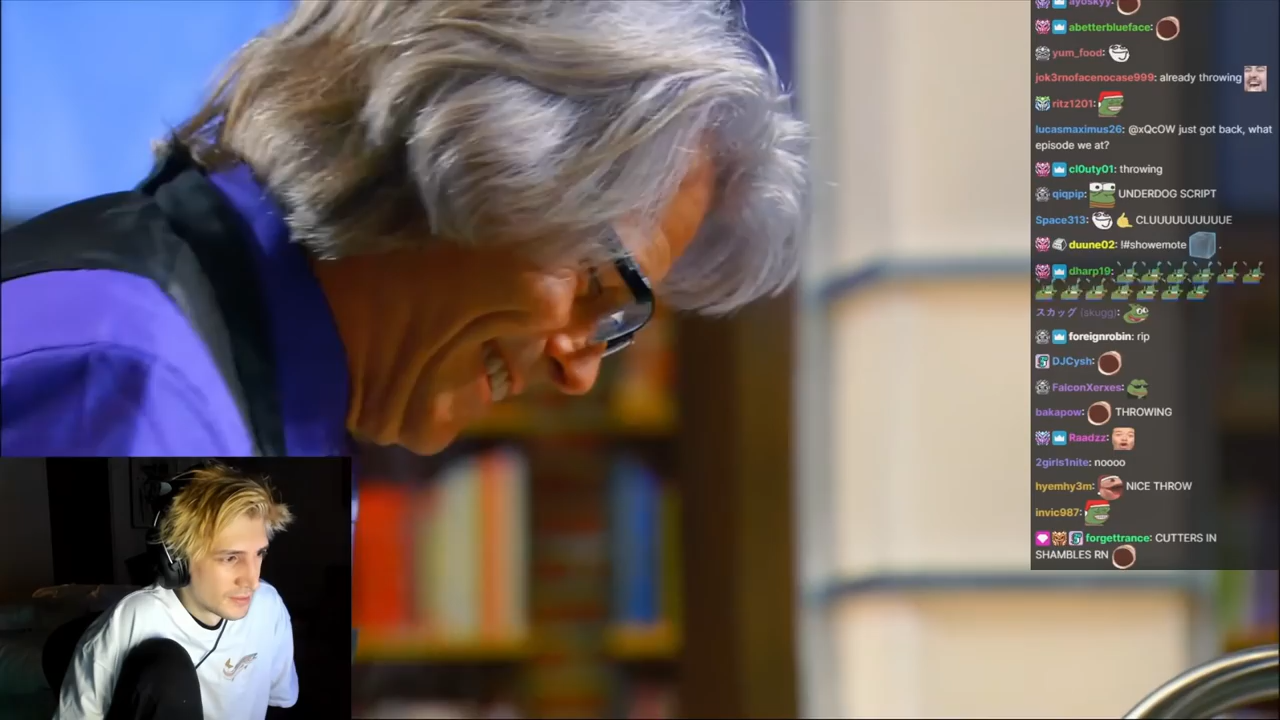 ayoskyy:
abetterblueface:
yum_food:
jok3rnofacenocase999: already throwing
ritz1201:
lucasmaximus26: @xQcOW just got back, what
episode we at?
cl0uty01: throwing
qiqpip: UNDERDOG SCRIPT
Space313: CLUUUUUUUUUUE
duune02: !#showemote .
dharp19:
スカッグ (skugg):
foreignrobin: rip
DJCysh:
FalconXerxes:
bakapow: THROWING
Raadzz:
2girls1nite: noooo
hyemhy3m: NICE THROW
invic987:
forgettrance: CUTTERS IN
SHAMBLES RN